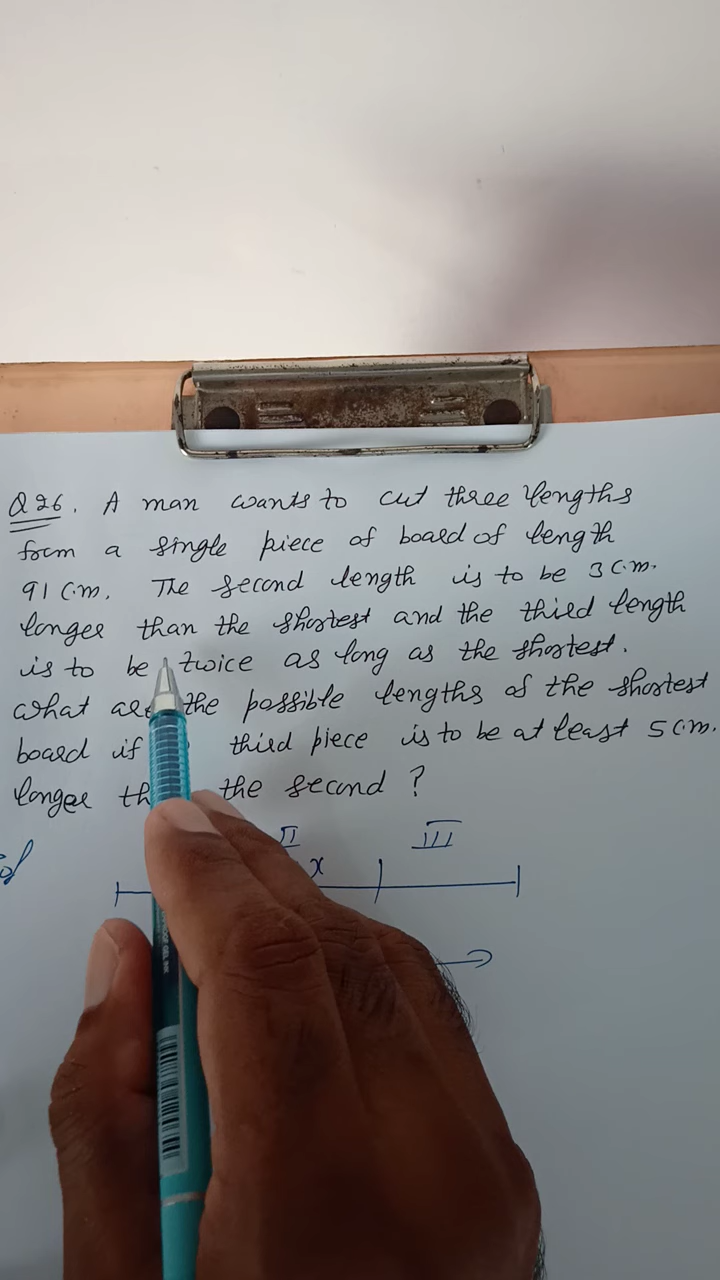 Q 26. A man wants to cut three lengths
from a single piece of board of length
91 cm. The second length is to be 3 cm.
longer than the shortest and the third length
is to be twice as long as the shortest.
What are the possible lengths of the shortest
board if third piece is to be at least 5 cm.
longer the second ?
II III
x